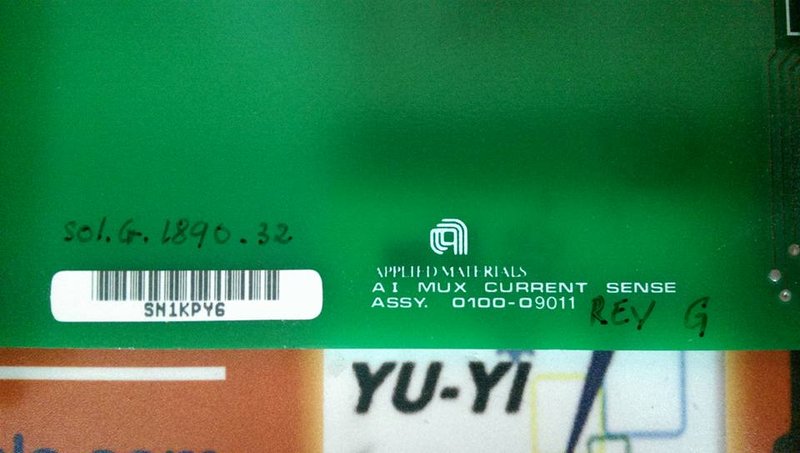 sol.G.1890.32
SN1KPY6
APPLIED MATERIALS
AI MUX CURRENT SENSE
ASSY. 0100-09011 REV G
YU-YI